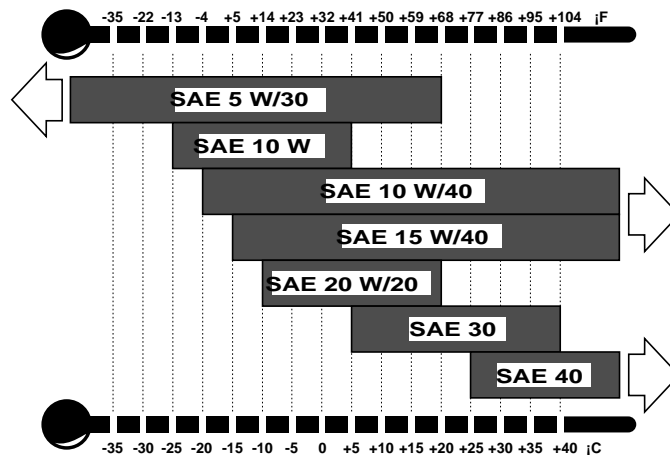 -35 -22 -13 -4 +5 +14 +23 +32 +41 +50 +59 +68 +77 +86 +95 +104 ¡F
SAE 5 W/30
SAE 10 W
SAE 10 W/40
SAE 15 W/40
SAE 20 W/20
SAE 30
SAE 40
-35 -30 -25 -20 -15 -10 -5 0 +5 +10 +15 +20 +25 +30 +35 +40 ¡C